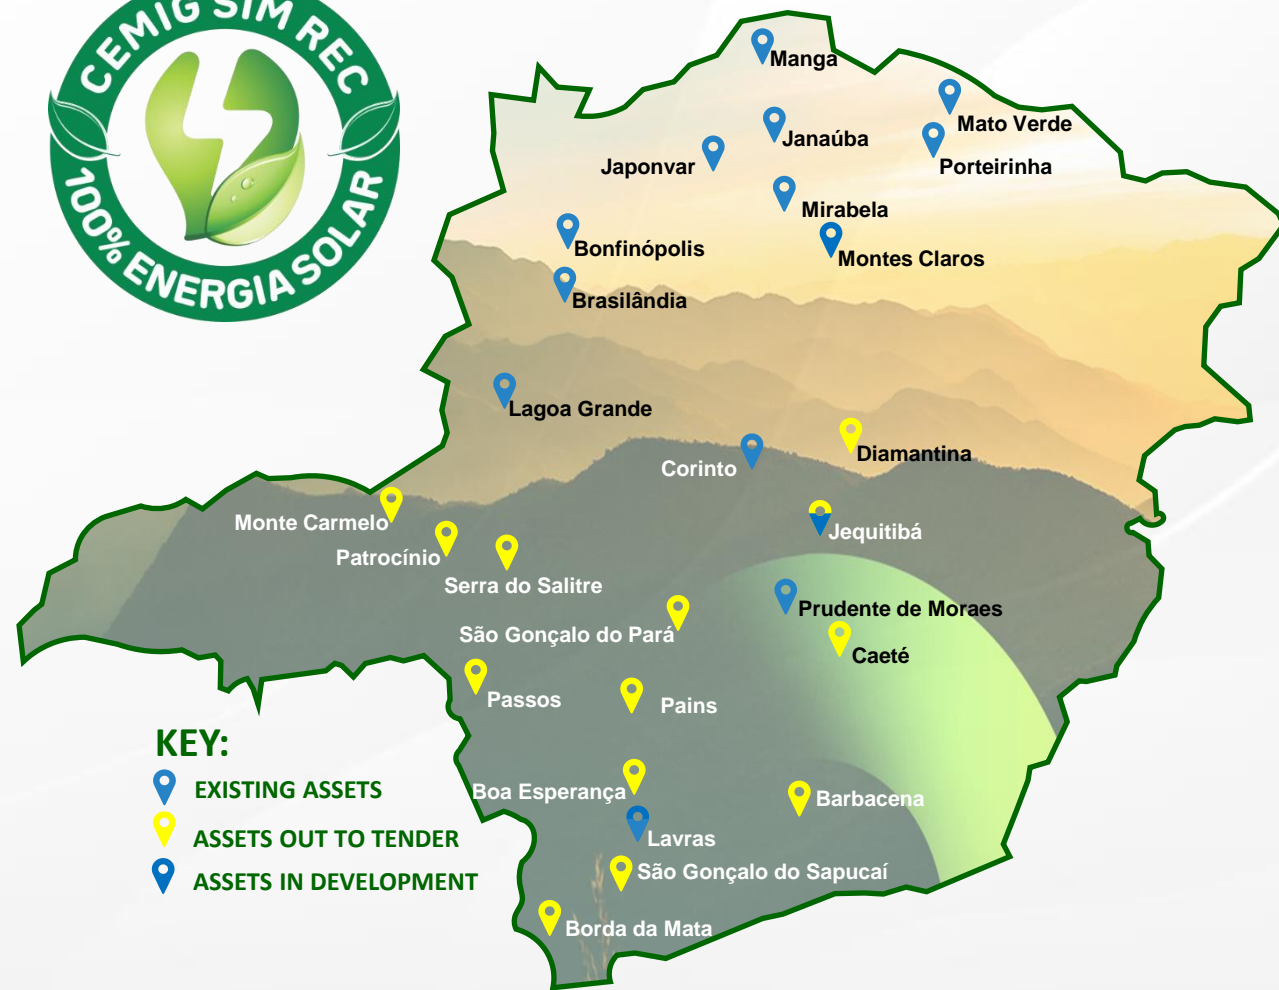 CEMIG SIM REC
100% ENERGIA SOLAR
Manga
Mato Verde
Janaúba
Porteirinha
Japonvar
Mirabela
Bonfinópolis
Montes Claros
Brasilândia
Lagoa Grande
Diamantina
Corinto
Monte Carmelo
Jequitibá
Patrocínio
Serra do Salitre
Prudente de Moraes
São Gonçalo do Pará
Caeté
Passos
Pains
KEY:
EXISTING ASSETS
ASSETS OUT TO TENDER
ASSETS IN DEVELOPMENT
Boa Esperança
Barbacena
Lavras
São Gonçalo do Sapucaí
Borda da Mata